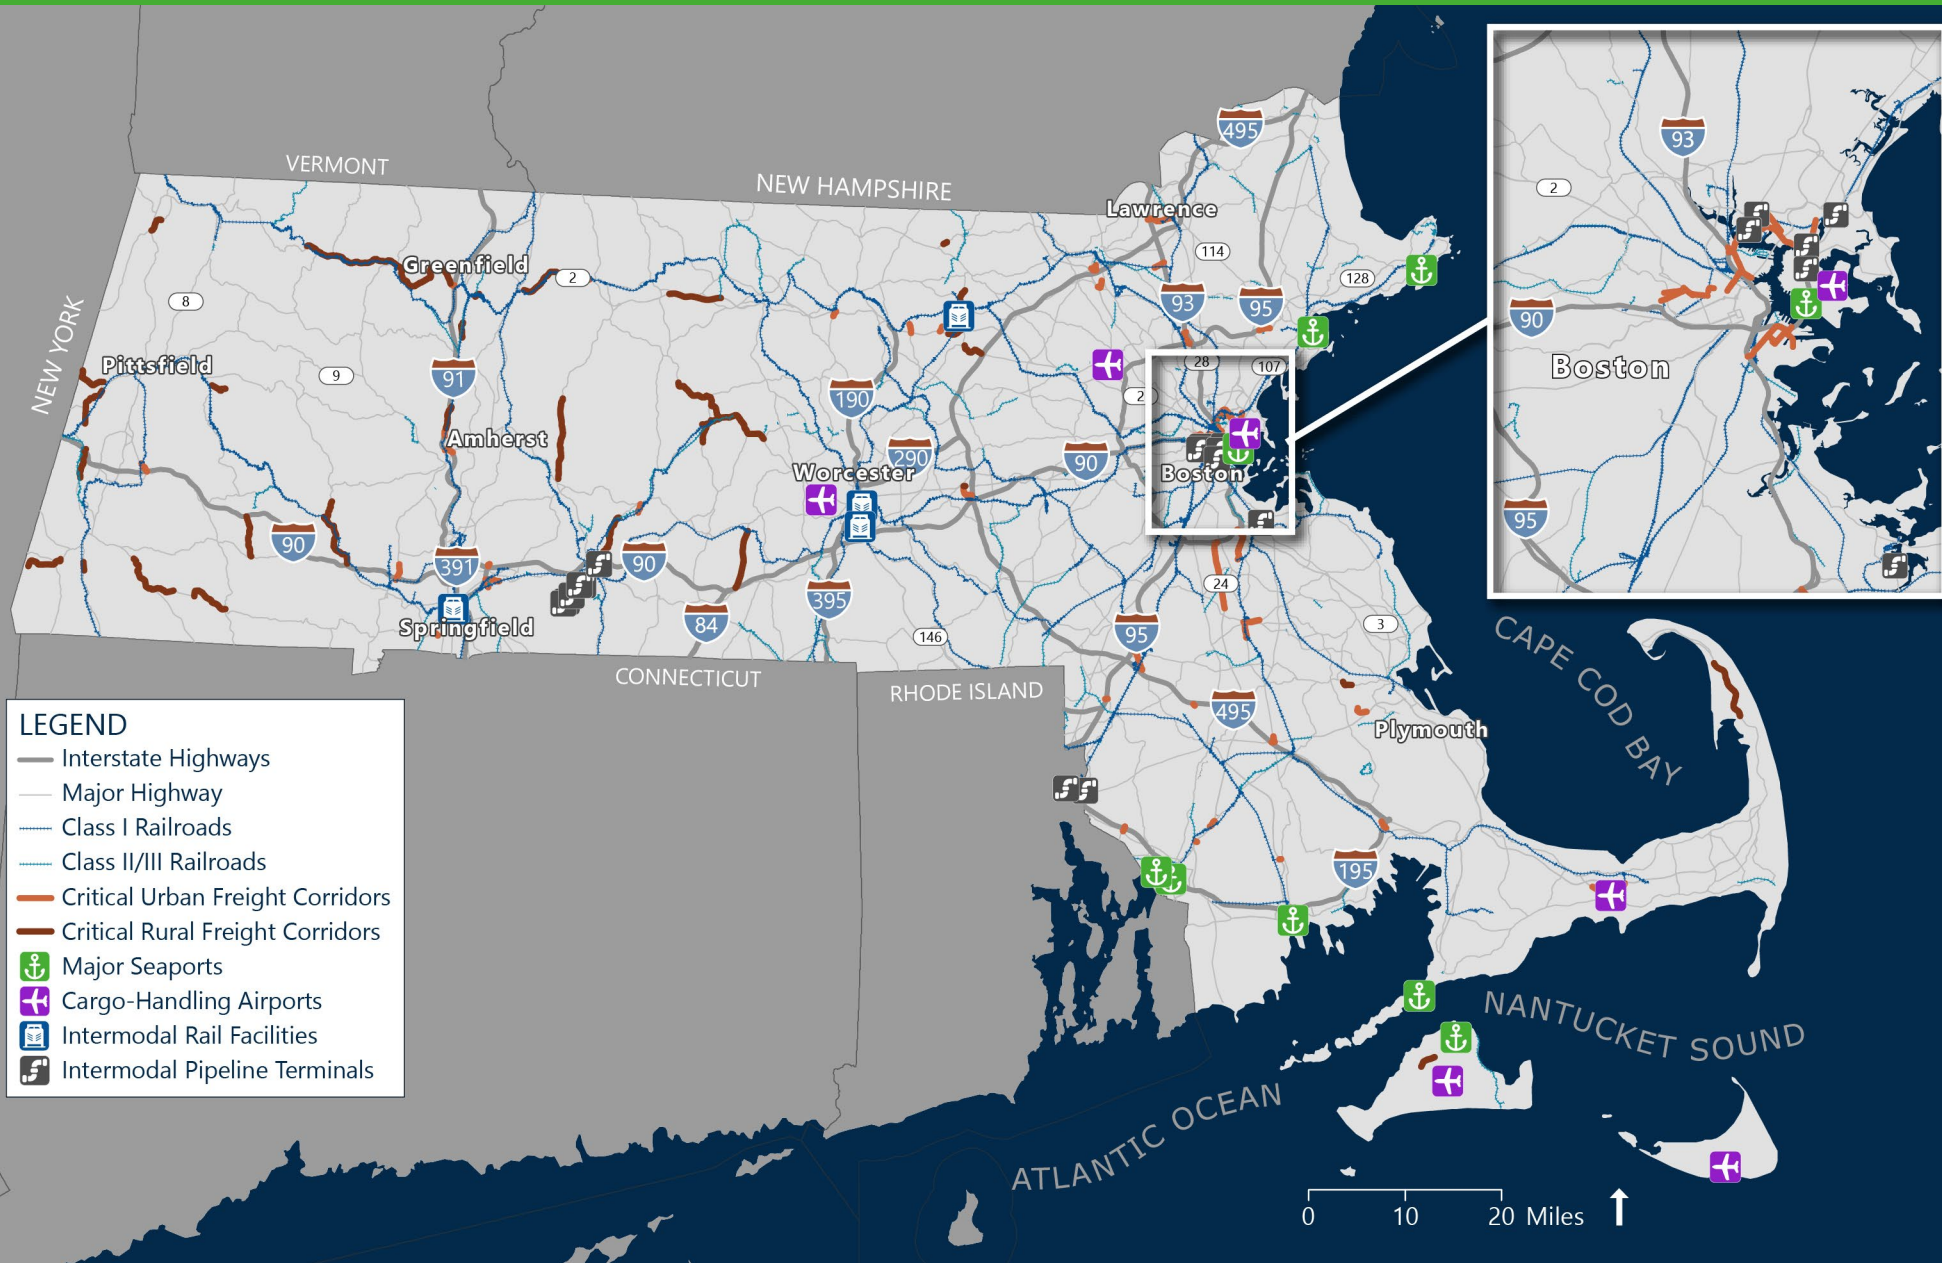 VERMONT
NEW HAMPSHIRE
NEW YORK
CONNECTICUT
RHODE ISLAND
495
Lawrence
114
128
Greenfield
2
8
93
95
Pittsfield
9
91
190
28
107
2
Amherst
290
90
Worcester
Boston
90
391
90
395
84
24
Springfield
146
95
3
495
Plymouth
195
93
2
90
Boston
95
CAPE COD BAY
NANTUCKET SOUND
ATLANTIC OCEAN
LEGEND
Interstate Highways
Major Highway
Class I Railroads
Class II/III Railroads
Critical Urban Freight Corridors
Critical Rural Freight Corridors
Major Seaports
Cargo-Handling Airports
Intermodal Rail Facilities
Intermodal Pipeline Terminals
0 10 20 Miles